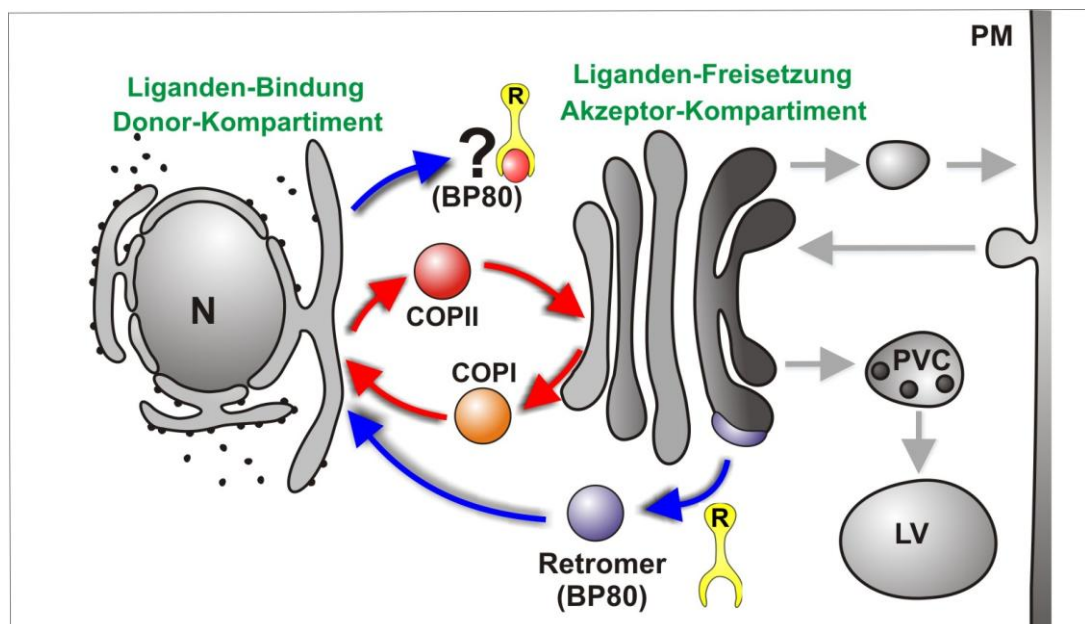 PM
Liganden-Bindung
Donor-Kompartiment
Liganden-Freisetzung
Akzeptor-Kompartiment
R
?
(BP80)
N
COPII
COPI
PVC
R
Retromer
(BP80)
LV